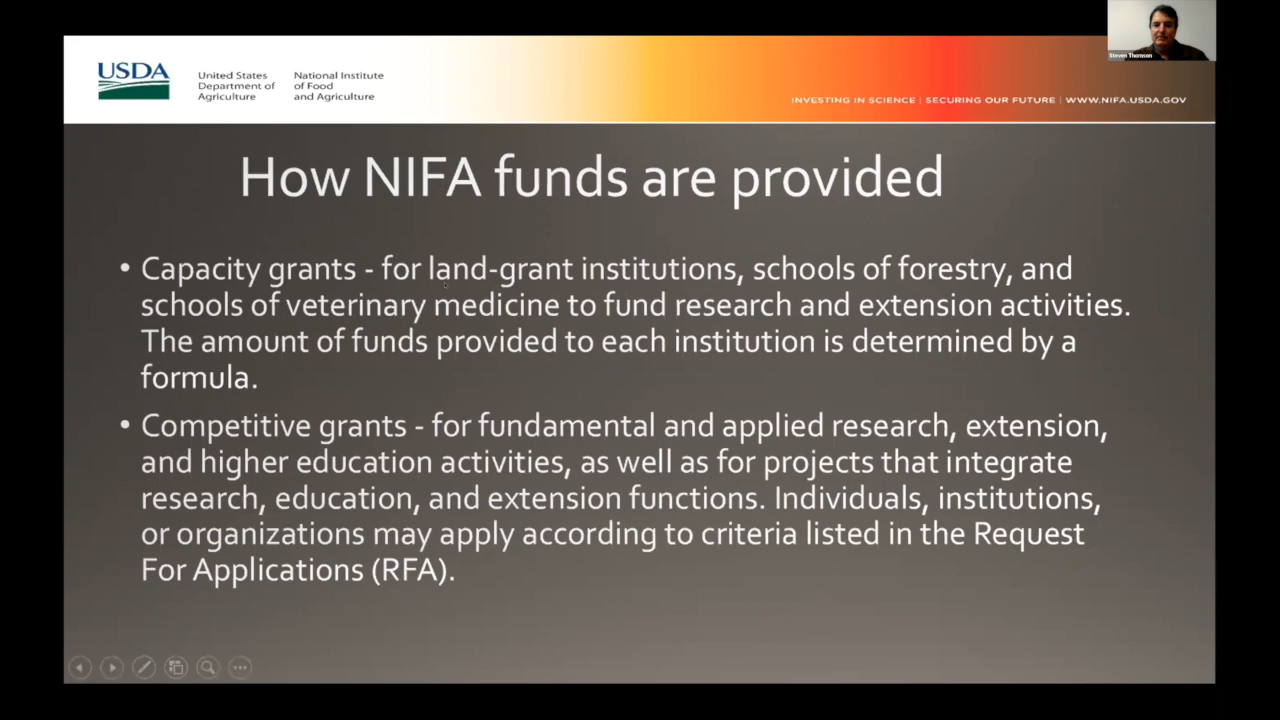 Steven Thomson
USDA
United States
Department of
Agriculture
National Institute
of Food
and Agriculture
INVESTING IN SCIENCE | SECURING OUR FUTURE | WWW.NIFA.USDA.GOV
How NIFA funds are provided
• Capacity grants - for land-grant institutions, schools of forestry, and
schools of veterinary medicine to fund research and extension activities.
The amount of funds provided to each institution is determined by a
formula.
• Competitive grants - for fundamental and applied research, extension,
and higher education activities, as well as for projects that integrate
research, education, and extension functions. Individuals, institutions,
or organizations may apply according to criteria listed in the Request
For Applications (RFA).